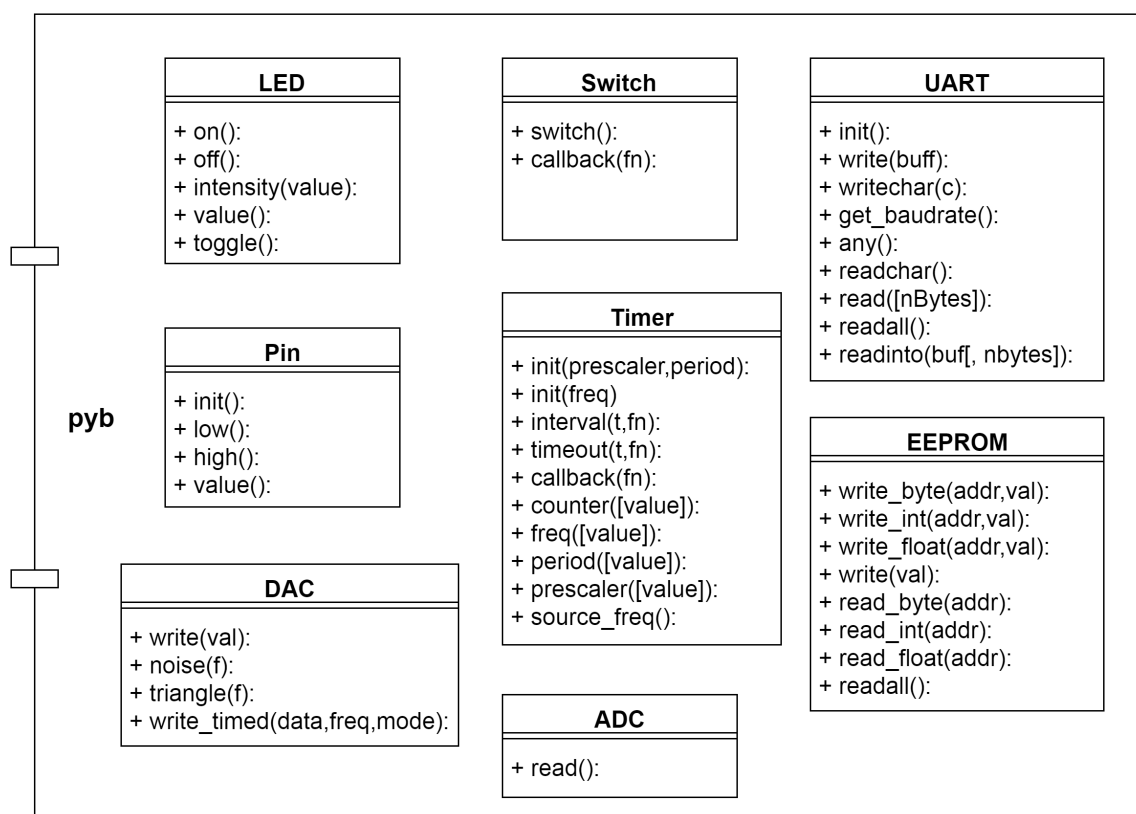 LED
+ on():
+ off():
+ intensity(value):
+ value():
+ toggle():
Switch
+ switch():
+ callback(fn):
UART
+ init():
+ write(buff):
+ writechar(c):
+ get_baudrate():
+ any():
+ readchar():
+ read([nBytes]):
+ readall():
+ readinto(buf[, nbytes]):
pyb
Pin
+ init():
+ low():
+ high():
+ value():
Timer
+ init(prescaler,period):
+ init(freq)
+ interval(t,fn):
+ timeout(t,fn):
+ callback(fn):
+ counter([value]):
+ freq([value]):
+ period([value]):
+ prescaler([value]):
+ source_freq():
EEPROM
+ write_byte(addr,val):
+ write_int(addr,val):
+ write_float(addr,val):
+ write(val):
+ read_byte(addr):
+ read_int(addr):
+ read_float(addr):
+ readall():
DAC
+ write(val):
+ noise(f):
+ triangle(f):
+ write_timed(data,freq,mode):
ADC
+ read():